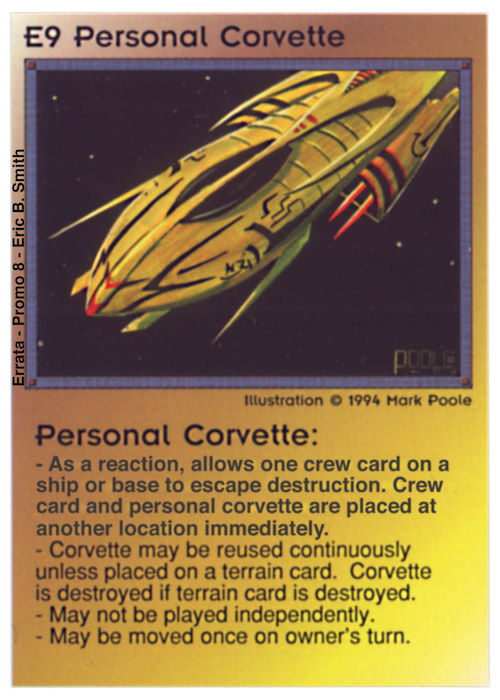 E9 Personal Corvette
Errata - Promo 8 - Eric B. Smith
POOLE
Illustration © 1994 Mark Poole
Personal Corvette:
- As a reaction, allows one crew card on a
ship or base to escape destruction. Crew
card and personal corvette are placed at
another location immediately.
- Corvette may be reused continuously
unless placed on a terrain card. Corvette
is destroyed if terrain card is destroyed.
- May not be played independently.
- May be moved once on owner's turn.